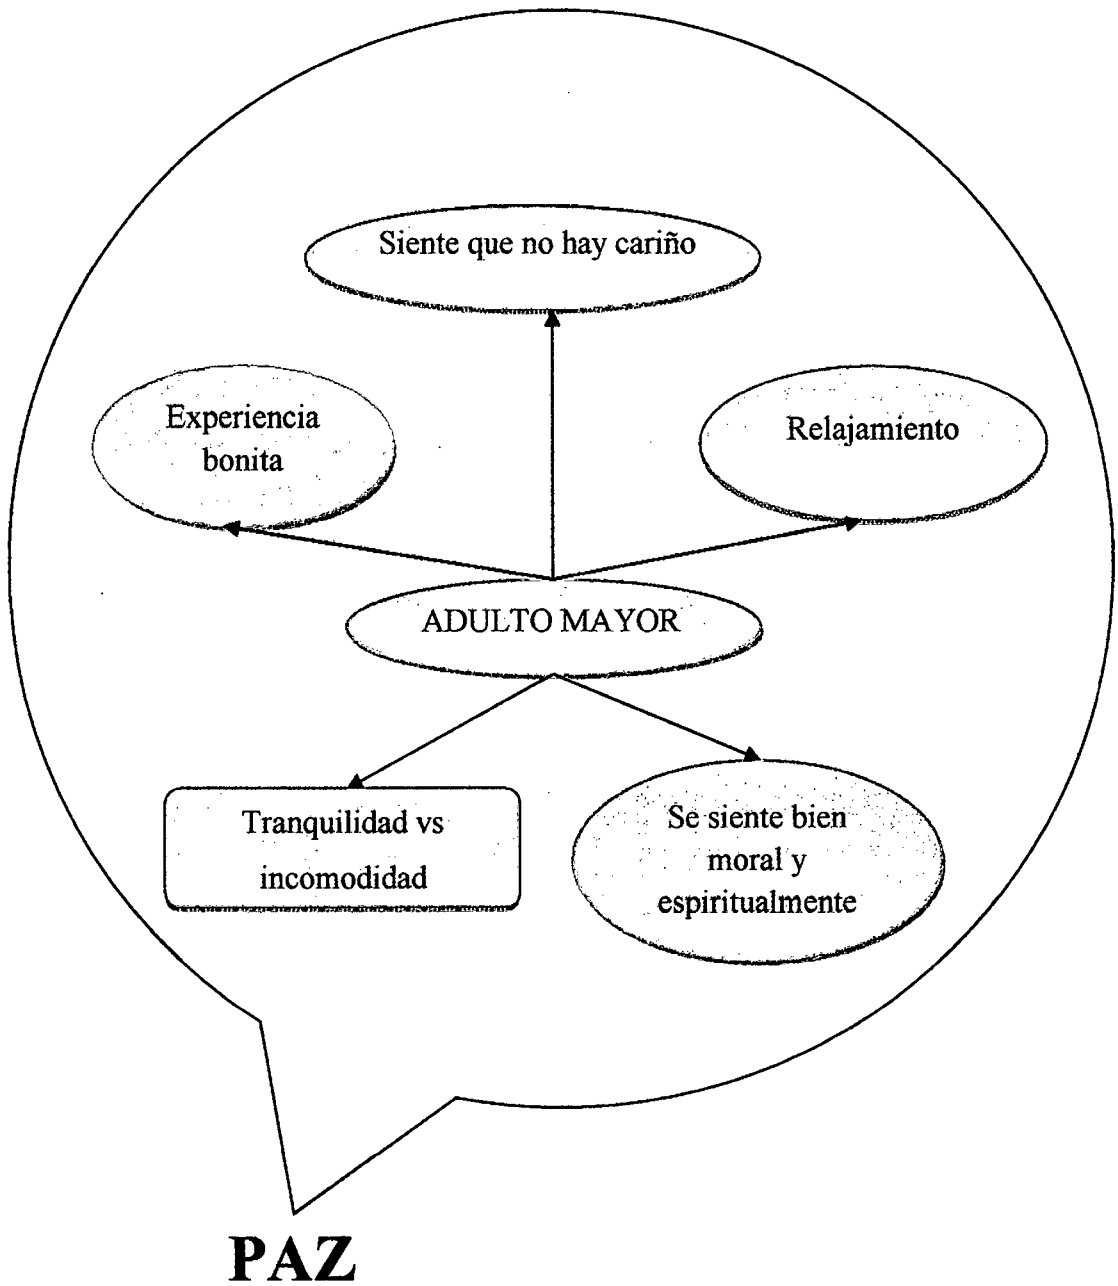 Siente que no hay cariño
Experiencia
bonita
Relajamiento
ADULTO MAYOR
Tranquilidad vs
incomodidad
Se siente bien
moral y
espiritualmente
PAZ